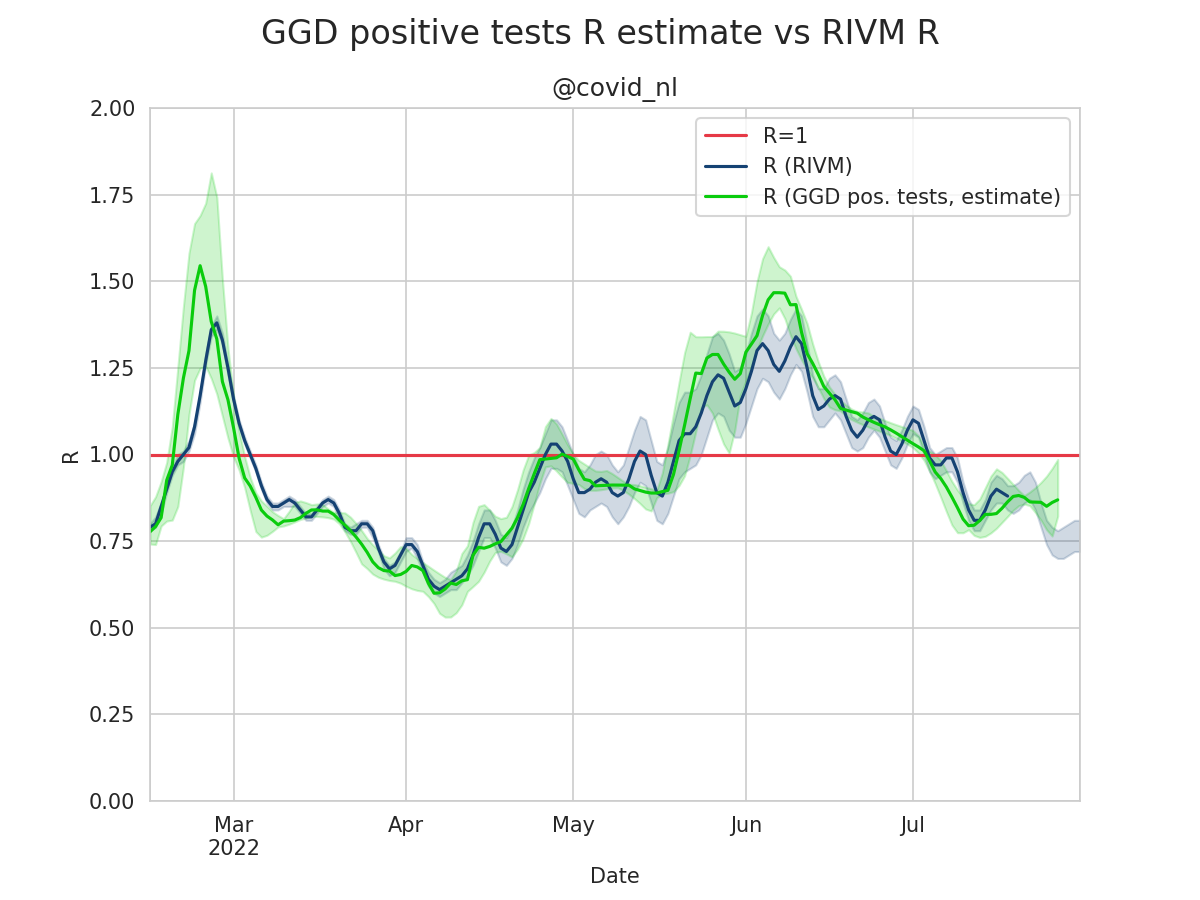 GGD positive tests R estimate vs RIVM R
@covid_nl
R=1
R (RIVM)
R (GGD pos. tests, estimate)
2.00
1.75
1.50
1.25
1.00
0.75
0.50
0.25
0.00
R
Mar
2022
Apr
May
Jun
Jul
Date